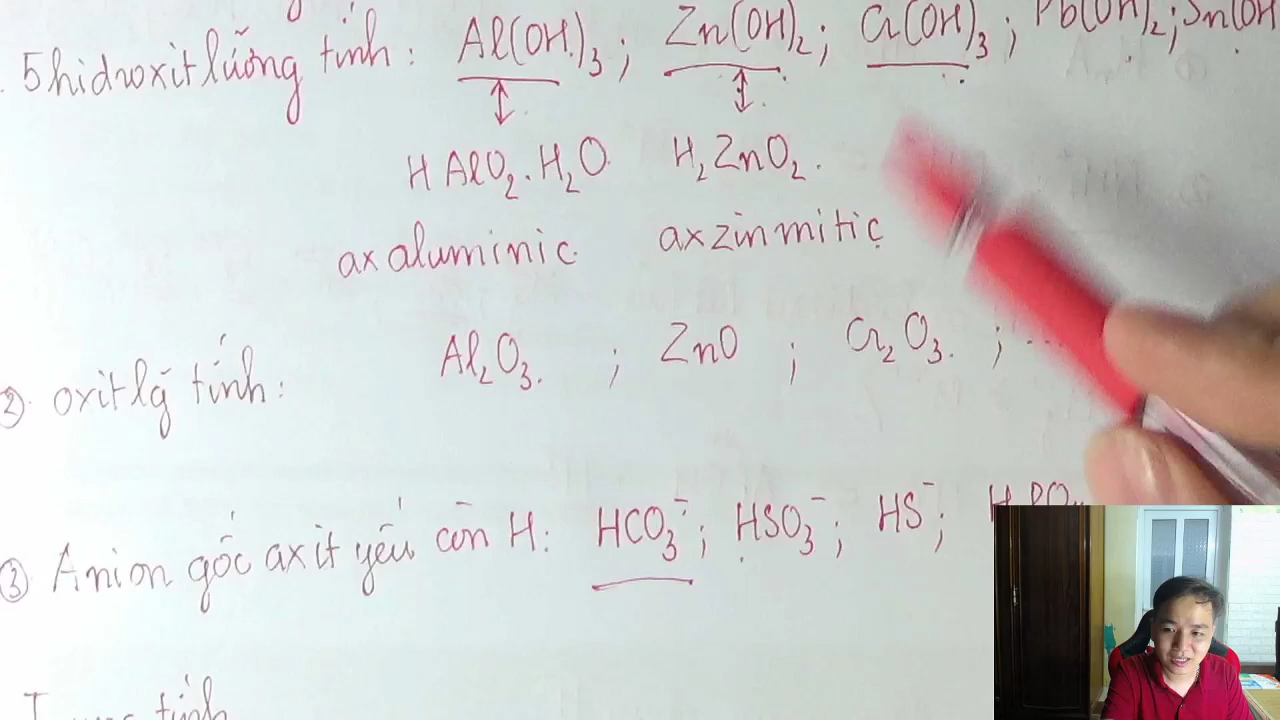 5 hidroxit lưỡng tính : Al(OH)₃ ; Zn(OH)₂ ; Cr(OH)₃ ; Pb(OH)₂ ; Sn(OH
HAlO₂.H₂O H₂ZnO₂.
ax aluminic. ax zinmitic
② oxit lg tính : Al₂O₃. ; ZnO ; Cr₂O₃. ; ...
③ Anion gốc axit yếu còn H : HCO₃⁻ ; HSO₃⁻ ; HS⁻ ;
tính